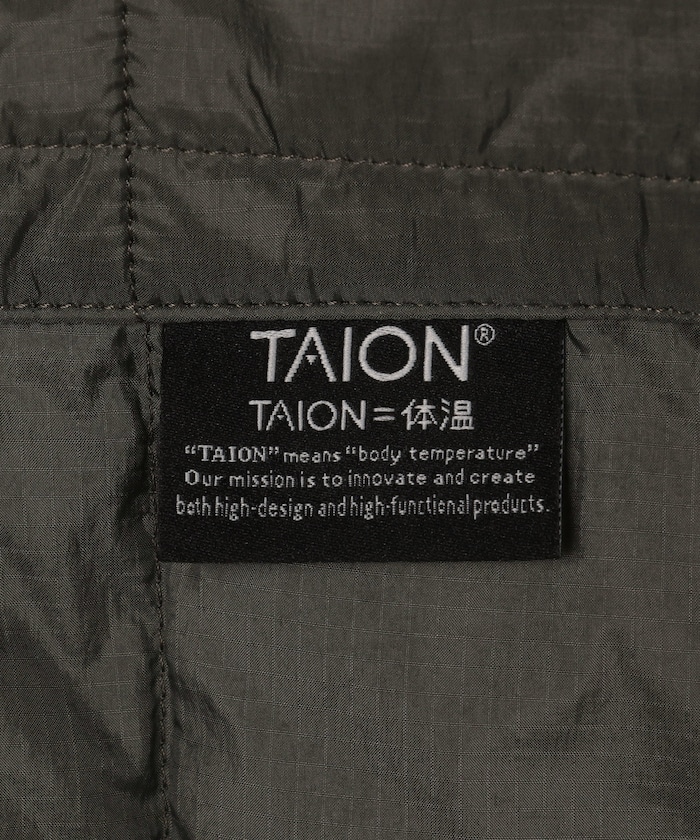 TAION®
TAION=体温
“TAION” means “body temperature”
Our mission is to innovate and create
both high-design and high-functional products.